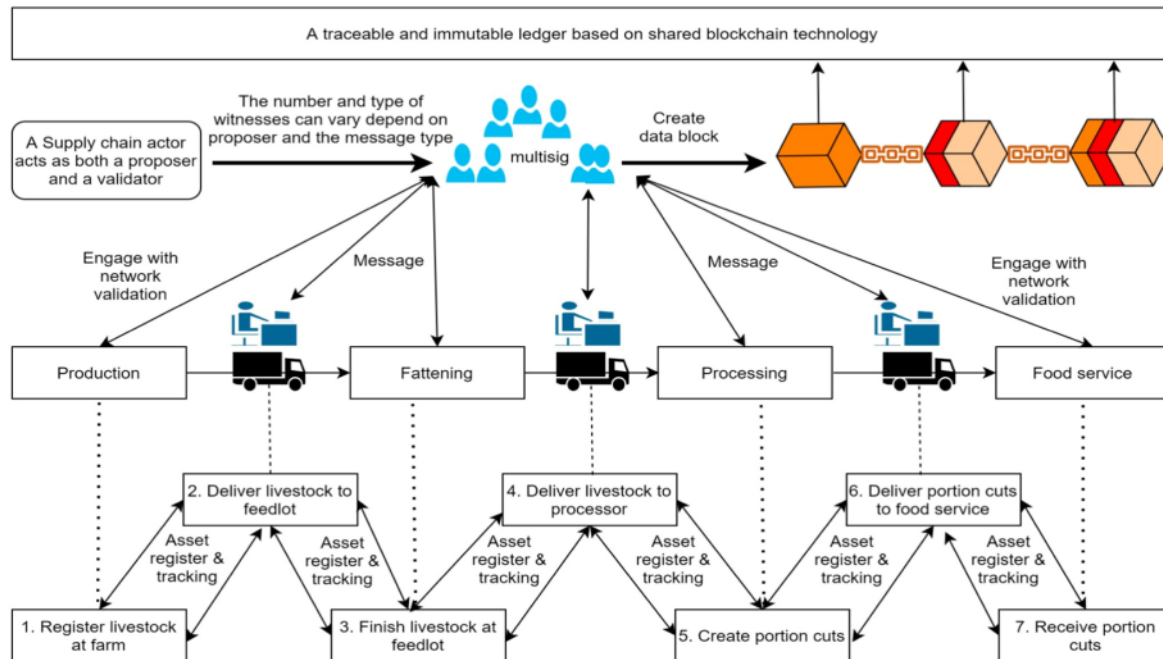 A traceable and immutable ledger based on shared blockchain technology
The number and type of
witnesses can vary depend on
proposer and the message type
A Supply chain actor
acts as both a proposer
and a validator
multisig
Create
data block
Engage with
network
validation
Message
Message
Engage with
network
validation
Production
Fattening
Processing
Food service
2. Deliver livestock to
feedlot
4. Deliver livestock to
processor
6. Deliver portion cuts
to food service
Asset
register &
tracking
Asset
register &
tracking
Asset
register &
tracking
Asset
register &
tracking
Asset
register &
tracking
Asset
register &
tracking
1. Register livestock
at farm
3. Finish livestock at
feedlot
5. Create portion cuts
7. Receive portion
cuts